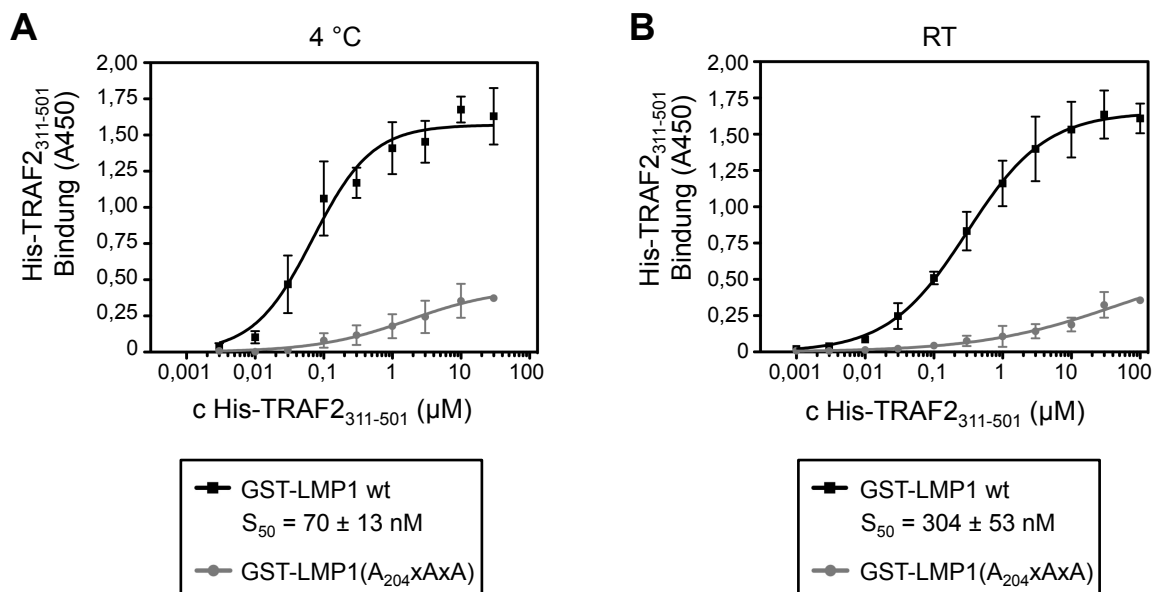 A
4 °C
His-TRAF2311-501
Bindung (A450)
2,00
1,75
1,50
1,25
1,00
0,75
0,50
0,25
0
0,001 0,01 0,1 1 10 100
c His-TRAF2311-501 (µM)
GST-LMP1 wt
S50 = 70 ± 13 nM
GST-LMP1(A204xAxA)
B
RT
His-TRAF2311-501
Bindung (A450)
2,00
1,75
1,50
1,25
1,00
0,75
0,50
0,25
0
0,001 0,01 0,1 1 10 100
c His-TRAF2311-501 (µM)
GST-LMP1 wt
S50 = 304 ± 53 nM
GST-LMP1(A204xAxA)